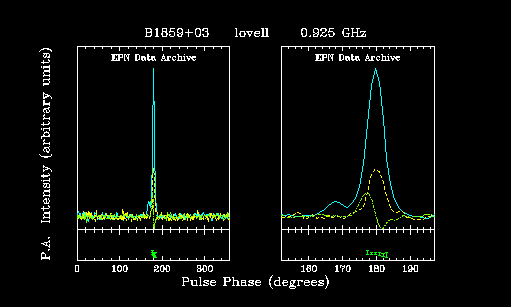 B1859+03 lovell 0.925 GHz
EPN Data Archive EPN Data Archive
P.A. Intensity (arbitrary units)
0 100 200 300 160 170 180 190
Pulse Phase (degrees)